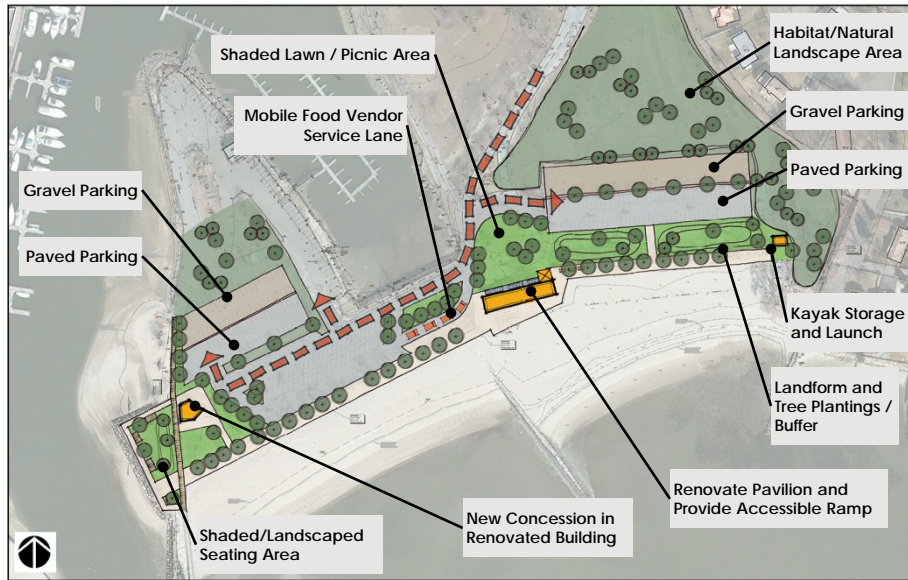 Shaded Lawn / Picnic Area
Habitat/Natural
Landscape Area
Mobile Food Vendor
Service Lane
Gravel Parking
Gravel Parking
Paved Parking
Paved Parking
Kayak Storage
and Launch
Landform and
Tree Plantings /
Buffer
Renovate Pavilion and
Provide Accessible Ramp
New Concession in
Renovated Building
Shaded/Landscaped
Seating Area